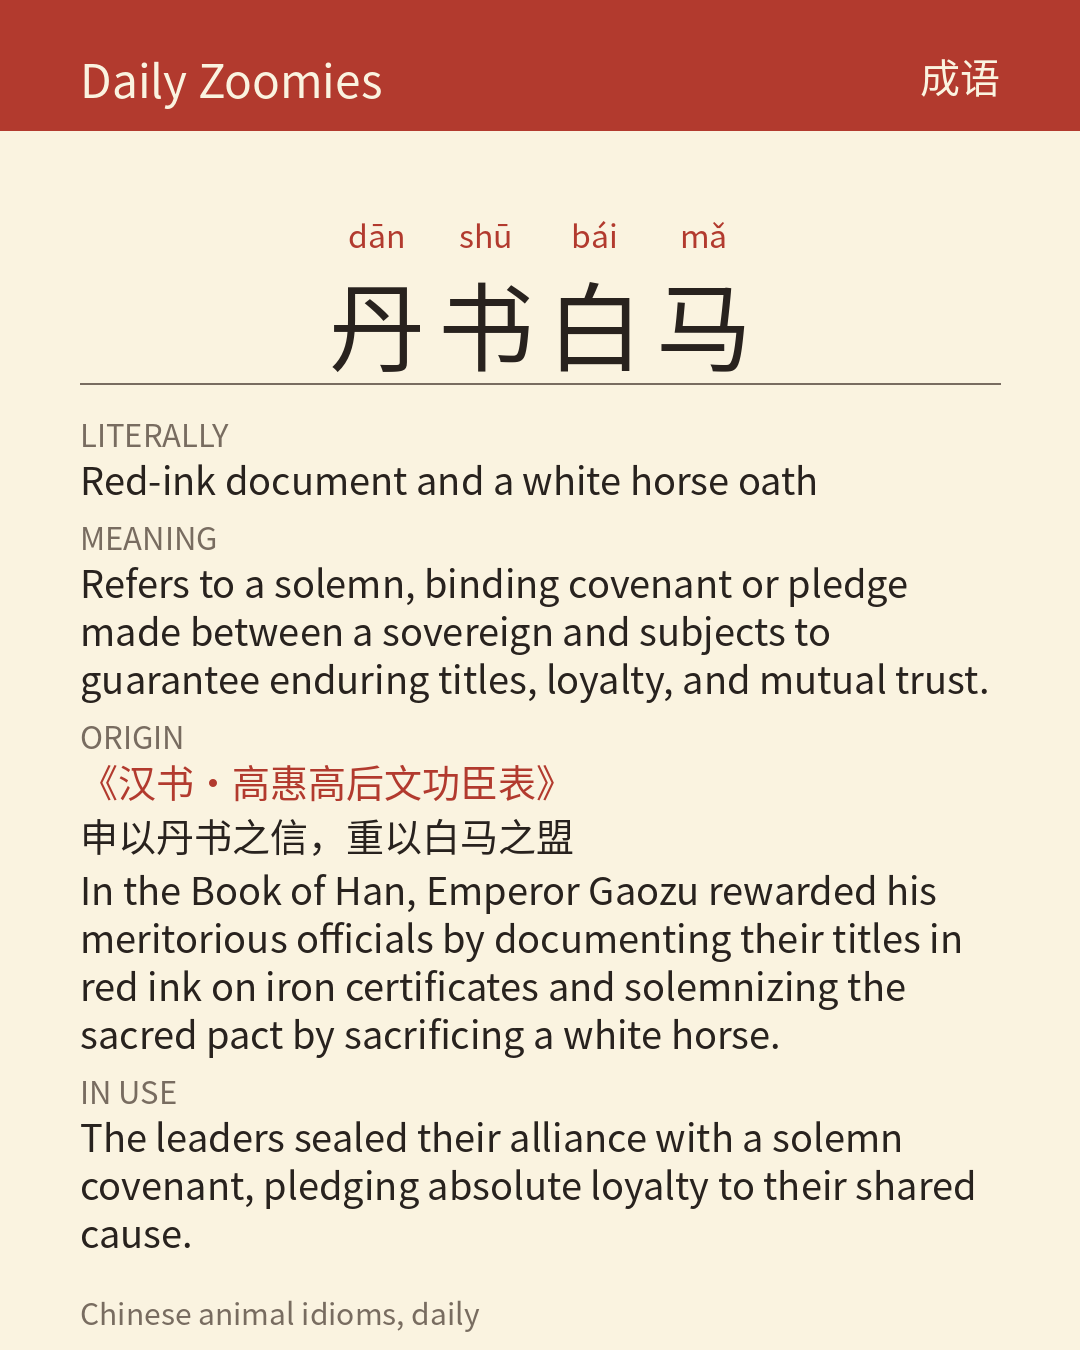 Daily Zoomies
成语
dān shū bái mǎ
丹书白马
LITERALLY
Red-ink document and a white horse oath
MEANING
Refers to a solemn, binding covenant or pledge
made between a sovereign and subjects to
guarantee enduring titles, loyalty, and mutual trust.
ORIGIN
《汉书·高惠高后文功臣表》
申以丹书之信，重以白马之盟
In the Book of Han, Emperor Gaozu rewarded his
meritorious officials by documenting their titles in
red ink on iron certificates and solemnizing the
sacred pact by sacrificing a white horse.
IN USE
The leaders sealed their alliance with a solemn
covenant, pledging absolute loyalty to their shared
cause.
Chinese animal idioms, daily